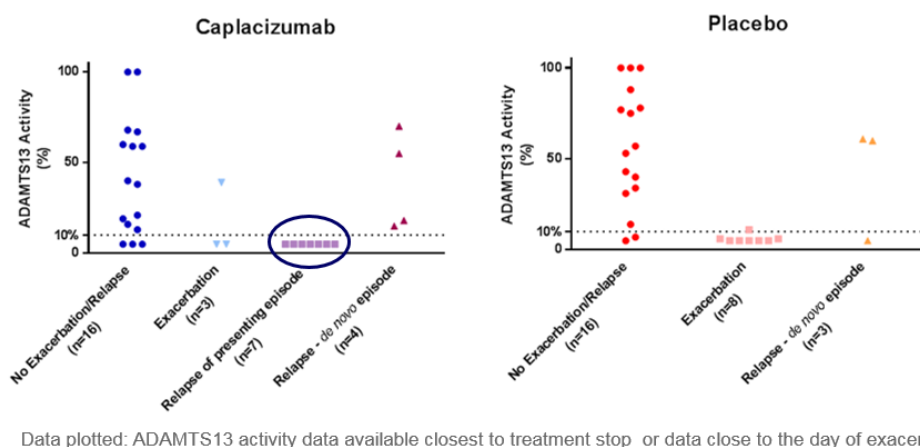 Caplacizumab
Placebo
ADAMTS13 Activity
(%)
100
50
10%
0
No Exacerbation/Relapse
(n=16)
Exacerbation
(n=3)
Relapse of presenting episode
(n=7)
Relapse - de novo episode
(n=4)
ADAMTS13 Activity
(%)
100
50
10%
0
No Exacerbation/Relapse
(n=16)
Exacerbation
(n=8)
Relapse - de novo episode
(n=3)
Data plotted: ADAMTS13 activity data available closest to treatment stop or data close to the day of exacer